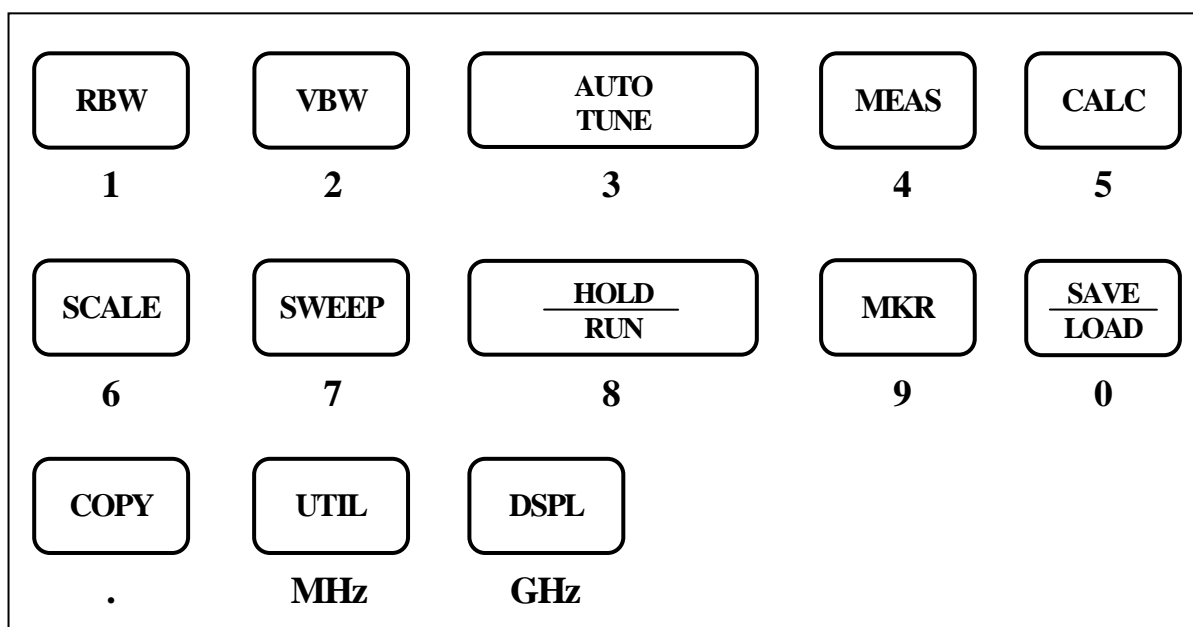 RBW VBW AUTO TUNE MEAS CALC
1 2 3 4 5
SCALE SWEEP HOLD RUN MKR SAVE LOAD
6 7 8 9 0
COPY UTIL DSPL
. MHz GHz